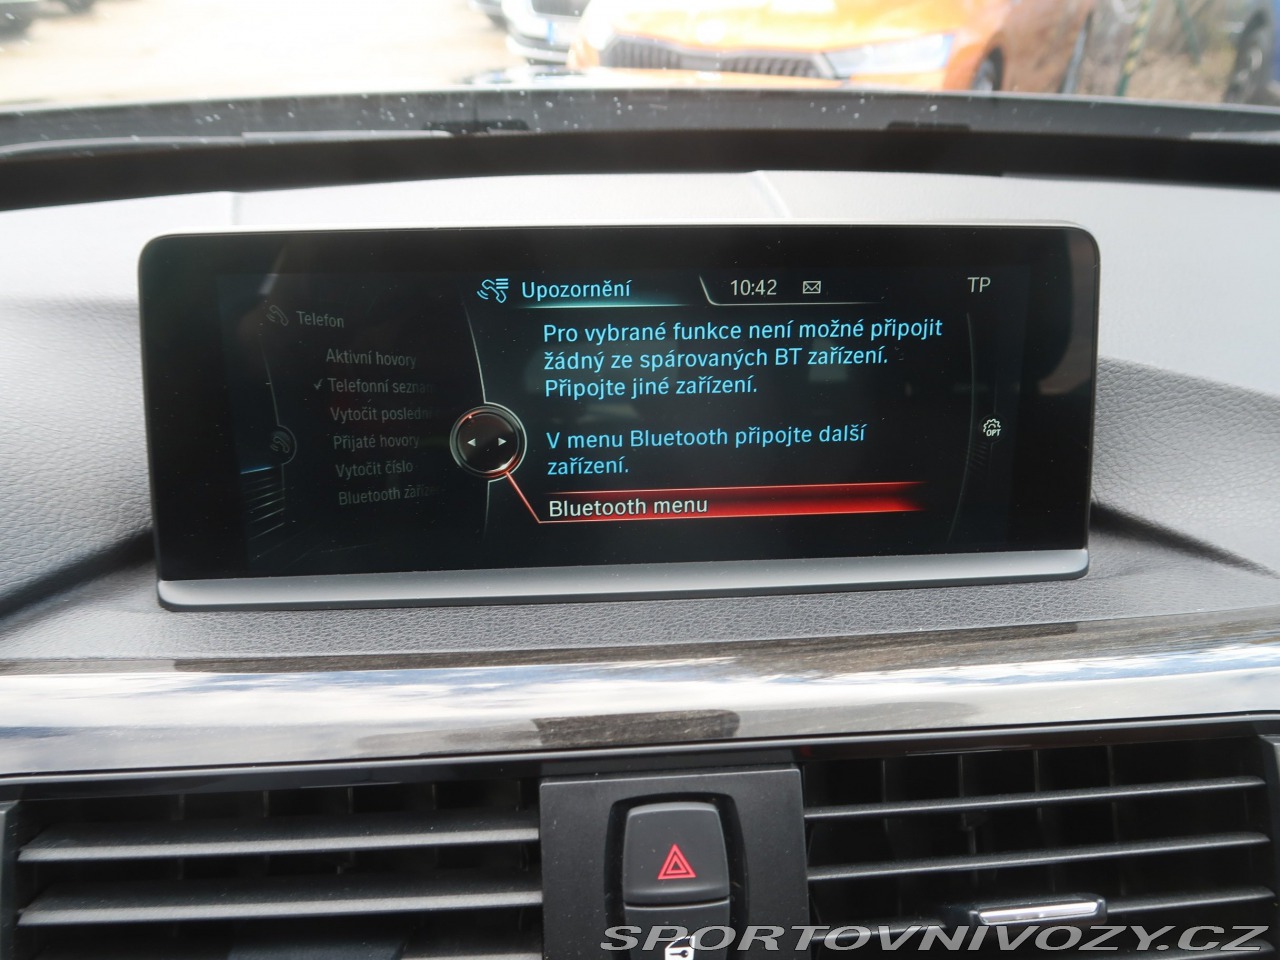 Upozornění
10:42
TP
Telefon
Aktivní hovory
Telefonní sezna
Vytočit posledn
Přijaté hovory
Vytočit číslo
Bluetooth zaříze
Pro vybrané funkce není možné připojit
žádný ze spárovaných BT zařízení.
Připojte jiné zařízení.
V menu Bluetooth připojte další
zařízení.
Bluetooth menu
OPT
SPORTOVNIVOZY.CZ